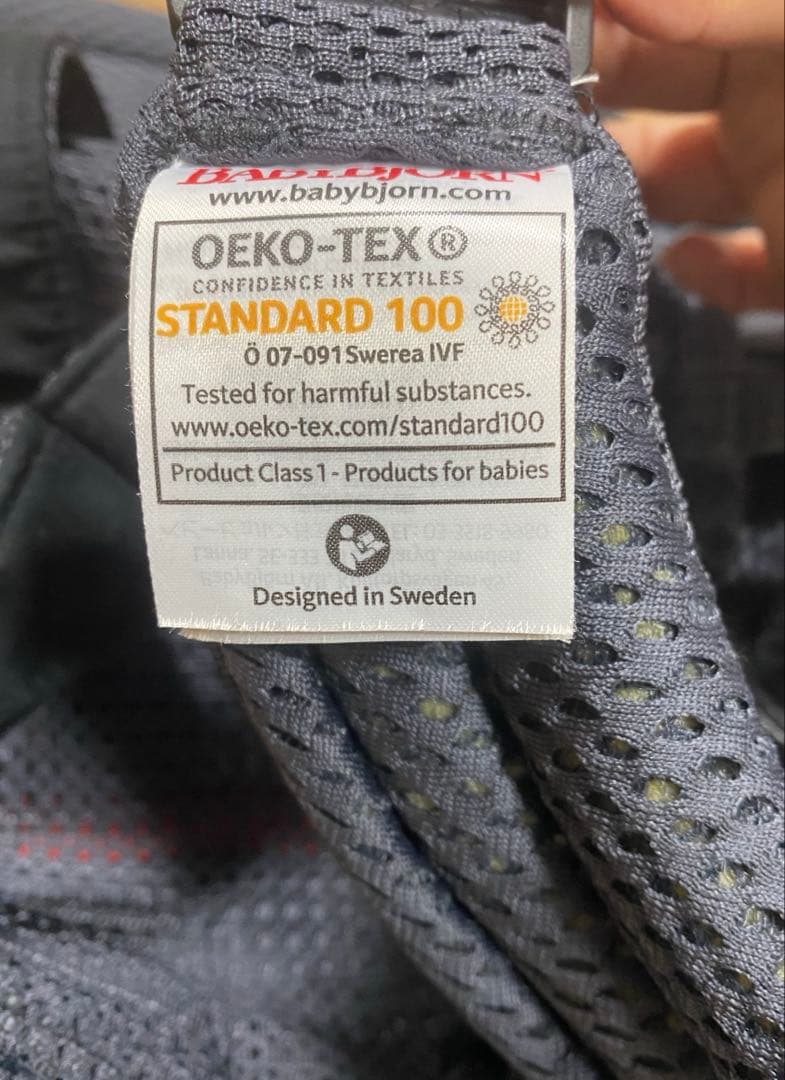 BABYBJÖRN®
www.babybjorn.com
OEKO-TEX®
CONFIDENCE IN TEXTILES
STANDARD 100
Ö 07-091 Swerea IVF
Tested for harmful substances.
www.oeko-tex.com/standard100
Product Class 1 - Products for babies
Designed in Sweden